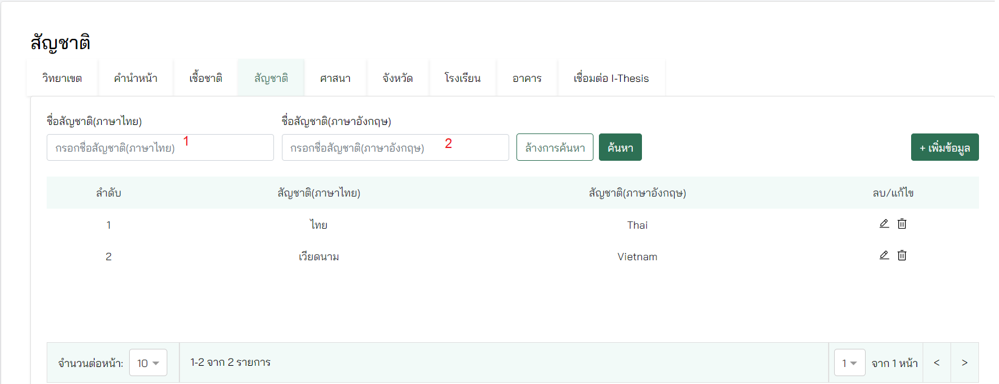 สัญชาติ
วิทยาเขต คำนำหน้า เชื้อชาติ สัญชาติ ศาสนา จังหวัด โรงเรียน อาคาร เชื่อมต่อ I-Thesis
ชื่อสัญชาติ(ภาษาไทย) ชื่อสัญชาติ(ภาษาอังกฤษ)
กรอกชื่อสัญชาติ(ภาษาไทย) 1 กรอกชื่อสัญชาติ(ภาษาอังกฤษ) 2 ล้างการค้นหา ค้นหา + เพิ่มข้อมูล
ลำดับ สัญชาติ(ภาษาไทย) สัญชาติ(ภาษาอังกฤษ) ลบ/แก้ไข
1 ไทย Thai
2 เวียดนาม Vietnam
จำนวนต่อหน้า: 10 1-2 จาก 2 รายการ 1 จาก 1 หน้า < >